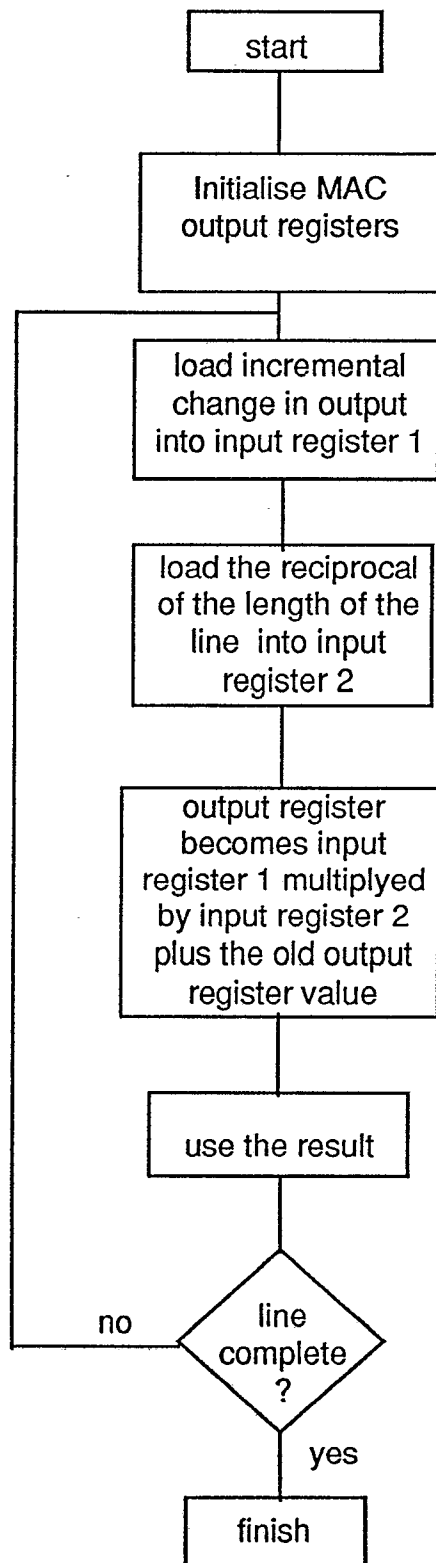 start
Initialise MAC
output registers
load incremental
change in output
into input register 1
load the reciprocal
of the length of the
line into input
register 2
output register
becomes input
register 1 multiplyed
by input register 2
plus the old output
register value
use the result
no
line
complete
?
yes
finish